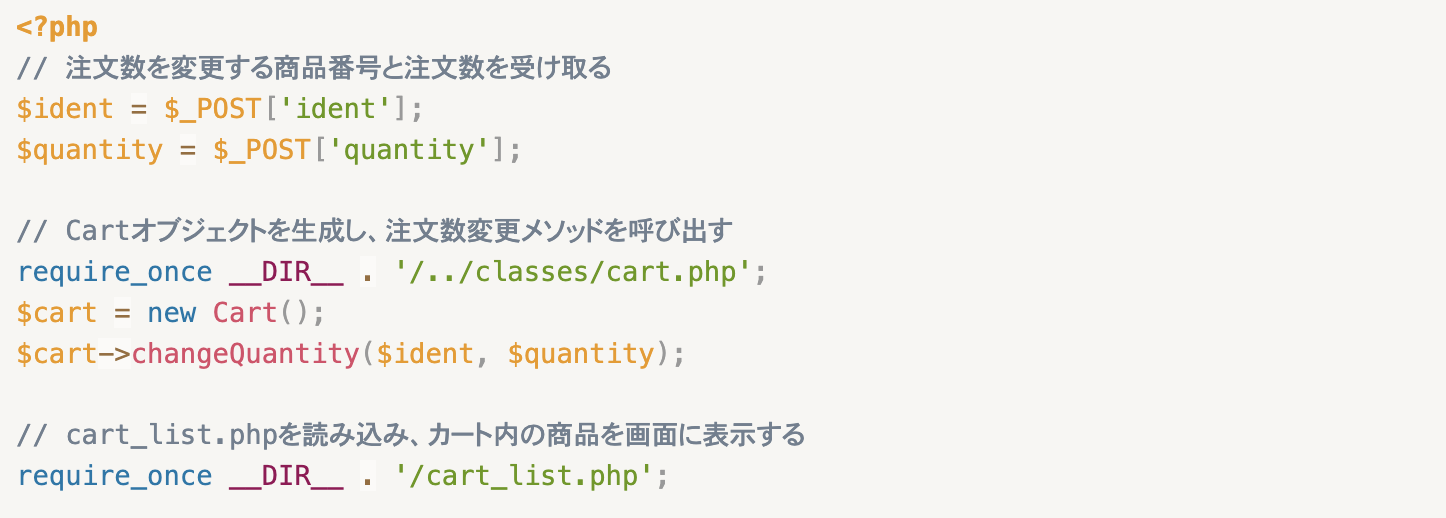 <?php
// 注文数を変更する商品番号と注文数を受け取る
$ident = $_POST['ident'];
$quantity = $_POST['quantity'];
// Cartオブジェクトを生成し、注文数変更メソッドを呼び出す
require_once __DIR__ . '/../classes/cart.php';
$cart = new Cart();
$cart->changeQuantity($ident, $quantity);
// cart_list.phpを読み込み、カート内の商品を画面に表示する
require_once __DIR__ . '/cart_list.php';